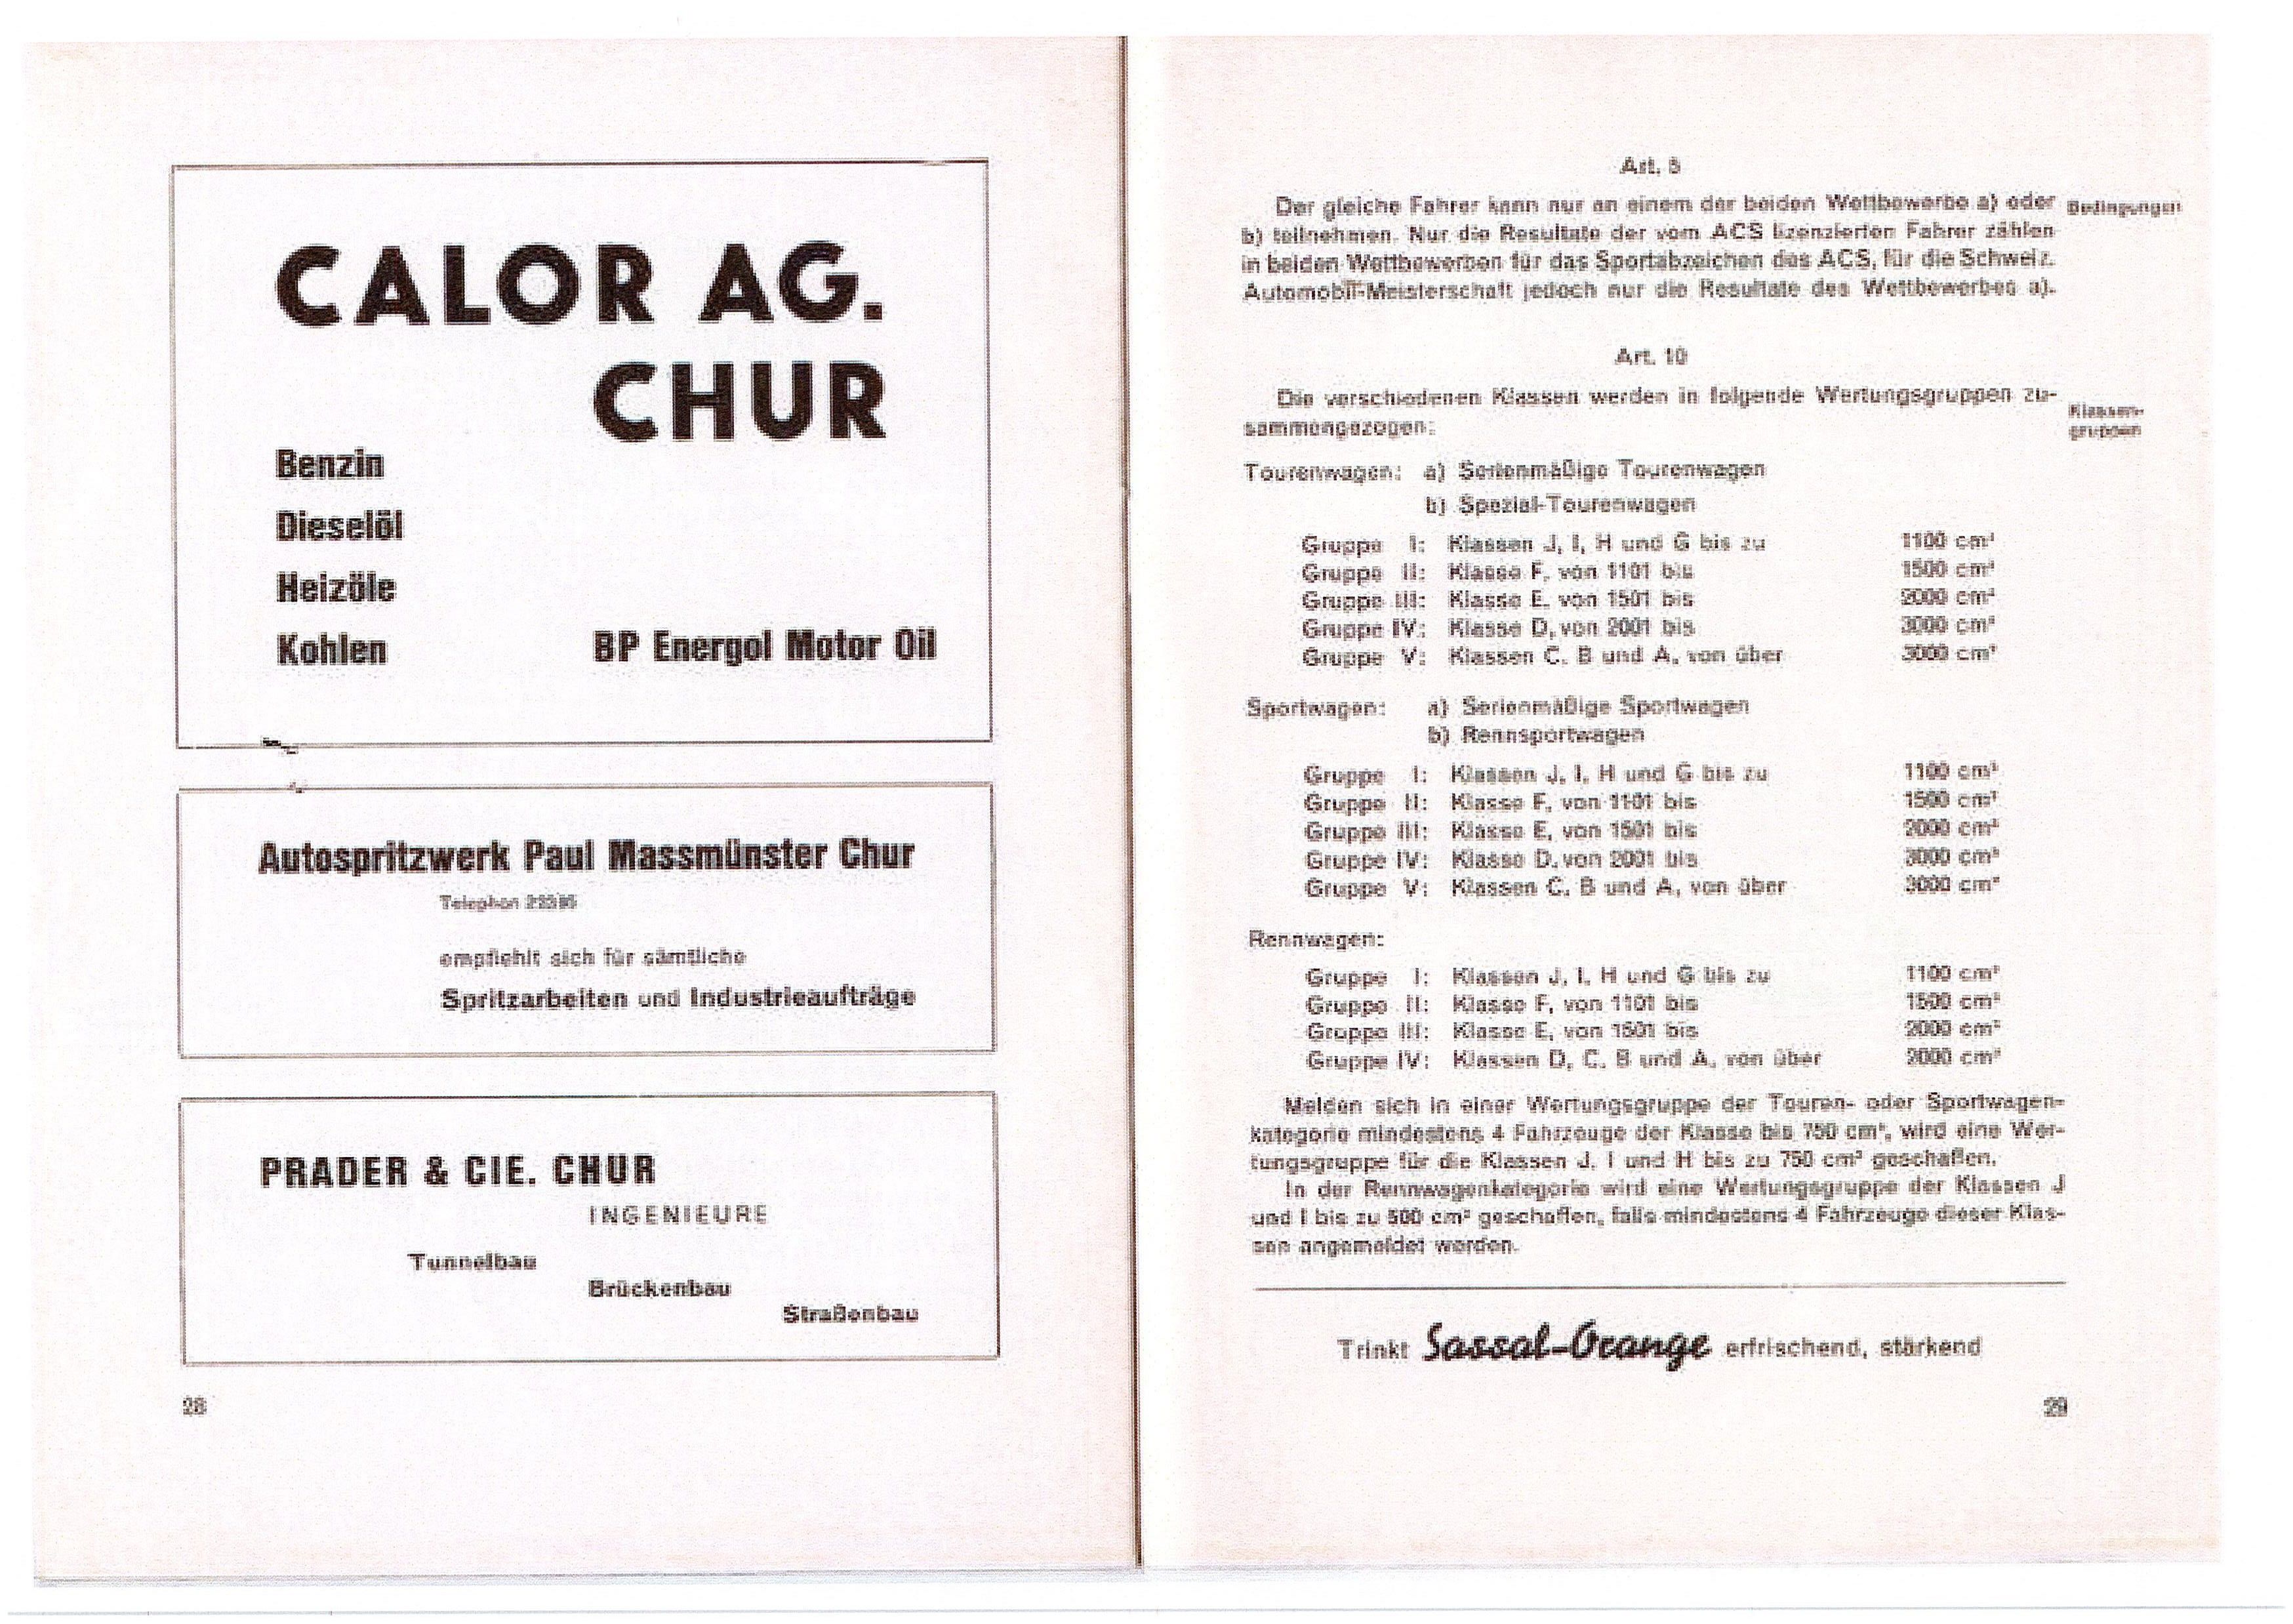 CALOR AG.
CHUR
Benzin
Dieselöl
Heizöle
Kohlen
BP Energol Motor Oil
Autospritzwerk Paul Massmünster Chur
Telephon
empfiehlt sich für sämtliche
Spritzarbeiten und Industrieaufträge
PRADER & CIE. CHUR
INGENIEURE
Tunnelbau
Brückenbau
Straßenbau
28
Art.
Der gleiche Fahrer kann nur an einem der beiden Wettbewerbe a) oder
Bedingungen
b) teilnehmen. Nur die Resultate der vom ACS lizenzierten Fahrer zählen
in beiden Wettbewerben für das Sportabzeichen des ACS, für die Schweiz.
Automobil-Meisterschaft jedoch nur die Resultate des Wettbewerbes a).
Art. 10
Die verschiedenen Klassen werden in folgende Wertungsgruppen zu-
sammengezogen:
Klassen-
gruppen
Tourenwagen: a) Serienmäßige Tourenwagen
b) Spezial-Tourenwagen
Gruppe I: Klassen J, I, H und G bis zu 1100 cm³
Gruppe II: Klasse F, von 1101 bis 1500 cm³
Gruppe III: Klasse E, von 1501 bis 2000 cm³
Gruppe IV: Klasse D, von 2001 bis 3000 cm³
Gruppe V: Klassen C, B und A, von über 3000 cm³
Sportwagen: a) Serienmäßige Sportwagen
b) Rennsportwagen
Gruppe I: Klassen J, I, H und G bis zu 1100 cm³
Gruppe II: Klasse F, von 1101 bis 1500 cm³
Gruppe III: Klasse E, von 1501 bis 2000 cm³
Gruppe IV: Klasse D, von 2001 bis 3000 cm³
Gruppe V: Klassen C, B und A, von über 3000 cm³
Rennwagen:
Gruppe I: Klassen J, I, H und G bis zu 1100 cm³
Gruppe II: Klasse F, von 1101 bis 1500 cm³
Gruppe III: Klasse E, von 1501 bis 2000 cm³
Gruppe IV: Klassen D, C, B und A, von über 2000 cm³
Melden sich in einer Wertungsgruppe der Touren- oder Sportwagen-
kategorie mindestens 4 Fahrzeuge der Klasse bis 750 cm³, wird eine Wer-
tungsgruppe für die Klassen J, I und H bis zu 750 cm³ geschaffen.
In der Rennwagenkategorie wird eine Wertungsgruppe der Klassen J
und I bis zu 500 cm³ geschaffen, falls mindestens 4 Fahrzeuge dieser Klas-
sen angemeldet werden.
Trinkt Sassal-Orange erfrischend, stärkend
29